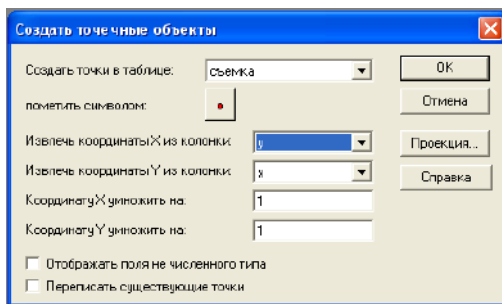 Создать точечные объекты
Создать точки в таблице: съемка OK
пометить символом: Отмена
Извлечь координаты X из колонки: y Проекция...
Извлечь координаты Y из колонки: x Справка
Координату X умножить на: 1
Координату Y умножить на: 1
Отображать поля не численного типа
Переписать существующие точки